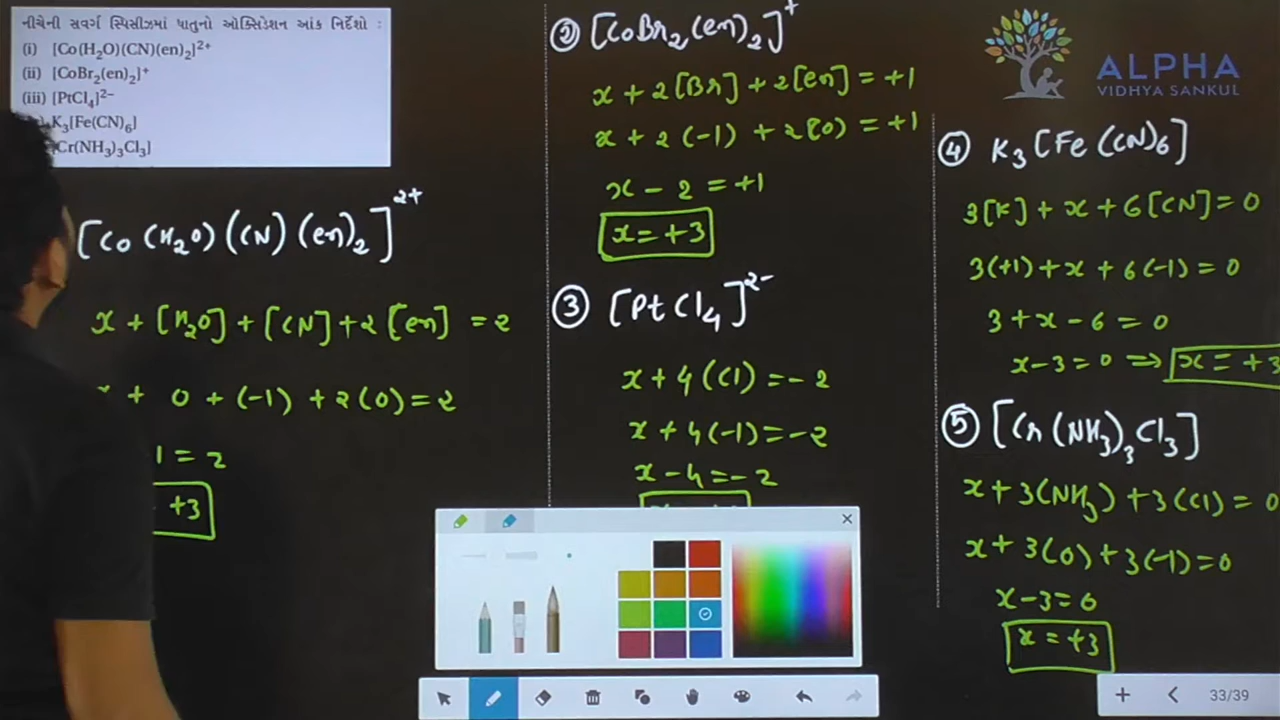 નીચેની સવર્ગ સ્પિસીઝમાં ધાતુનો ઓક્સિડેશન આંક નિર્દેશો :
(i) [Co(H₂O)(CN)(en)₂]²⁺
(ii) [CoBr₂(en)₂]⁺
(iii) [PtCl₄]²⁻
K₃[Fe(CN)₆]
Cr(NH₃)₃Cl₃]
[Co(H₂O)(CN)(en)₂]²⁺
x + [H₂O] + [CN] + 2[en] = 2
+ 0 + (-1) + 2(0) = 2
1 = 2
+3
② [CoBr₂(en)₂]⁺
x + 2[Br] + 2[en] = +1
x + 2(-1) + 2(0) = +1
x - 2 = +1
x = +3
③ [PtCl₄]²⁻
x + 4(Cl) = -2
x + 4(-1) = -2
x - 4 = -2
ALPHA
VIDHYA SANKUL
④ K₃[Fe(CN)₆]
3[K] + x + 6[CN] = 0
3(+1) + x + 6(-1) = 0
3 + x - 6 = 0
x - 3 = 0 ⇒ x = +3
⑤ [Cr(NH₃)₃Cl₃]
x + 3(NH₃) + 3(Cl) = 0
x + 3(0) + 3(-1) = 0
x - 3 = 0
x = +3
33/39